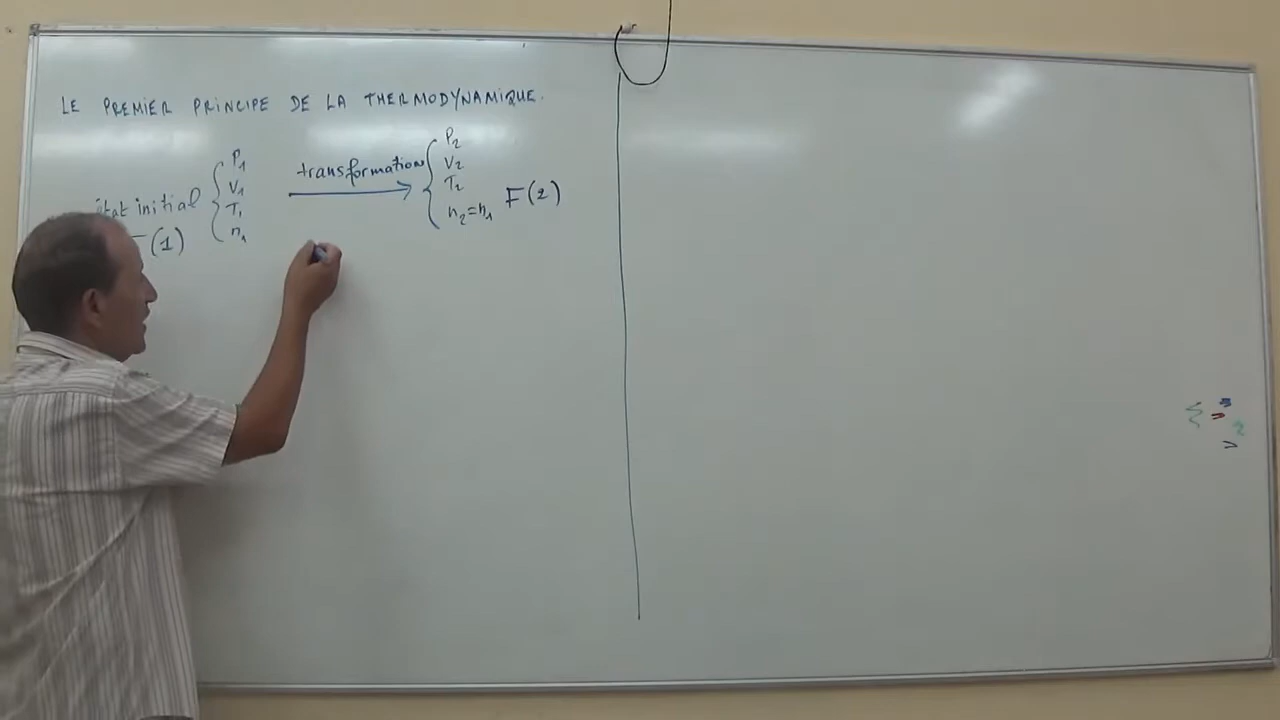 LE PREMIER PRINCIPE DE LA THERMODYNAMIQUE.
état initial { P₁ V₁ T₁ n₁
(1)
transformation
{ P₂ V₂ T₂ n₂=n₁ F(2)